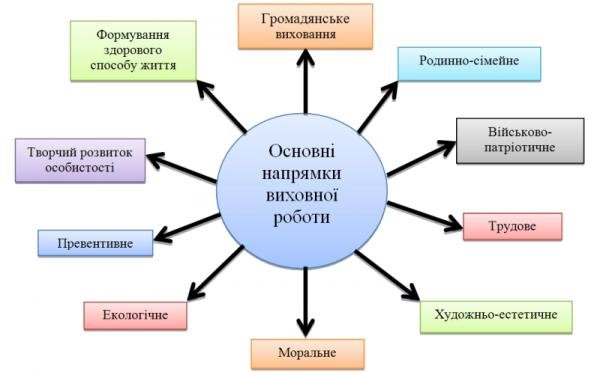 Формування
здорового
способу життя
Громадянське
виховання
Родинно-сімейне
Творчий розвиток
особистості
Основні
напрямки
виховної
роботи
Військово-
патріотичне
Превентивне
Трудове
Екологічне
Моральне
Художньо-естетичне